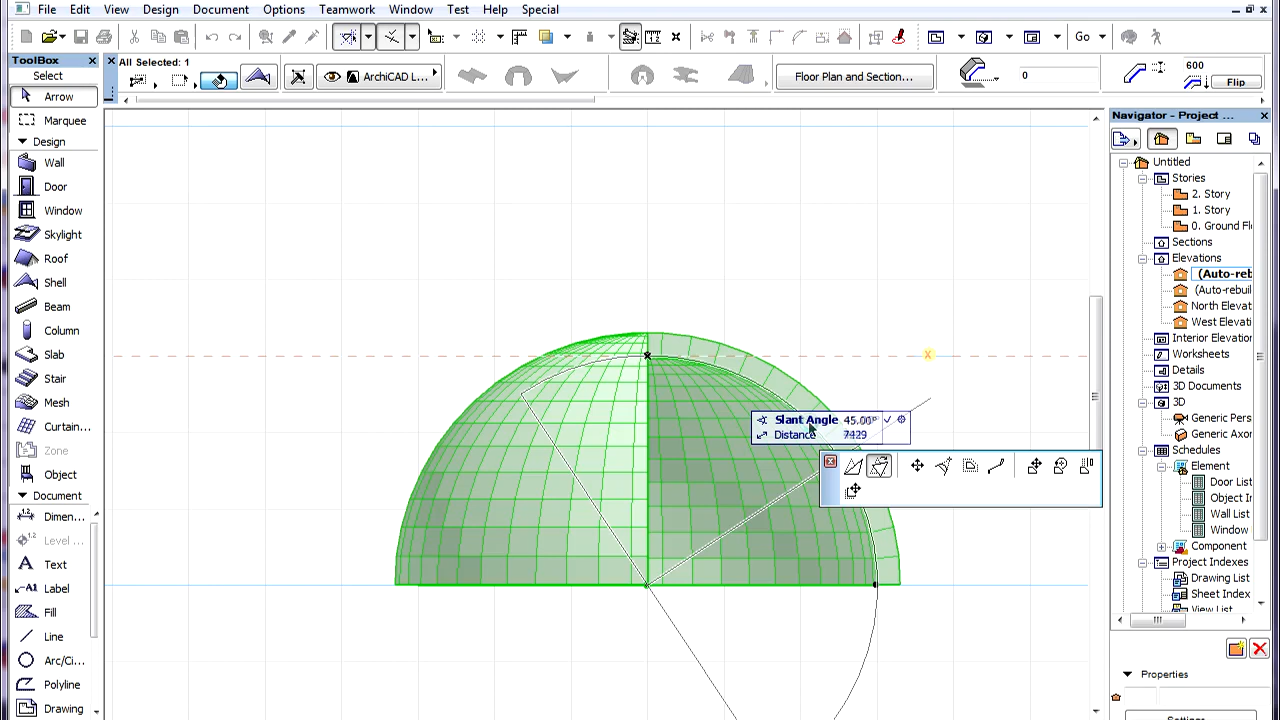 File Edit View Design Document Options Teamwork Window Test Help Special
ToolBox
Select
Arrow
Marquee
Design
Wall
Door
Window
Skylight
Roof
Shell
Beam
Column
Slab
Stair
Mesh
Curtain...
Zone
Object
Document
Dimen...
Level ...
Text
Label
Fill
Line
Arc/Ci...
Polyline
Drawing
All Selected: 1
ArchiCAD L...
Floor Plan and Section...
0
600
Flip
Go
Slant Angle 45.00°
Distance 7429
x
Navigator - Project ...
Untitled
Stories
2. Story
1. Story
0. Ground Fl
Sections
Elevations
(Auto-reb
(Auto-rebuil
North Elevat
West Elevati
Interior Elevation
Worksheets
Details
3D Documents
3D
Generic Pers
Generic Axor
Schedules
Element
Door List
Object In
Wall List
Window
Component
Project Indexes
Drawing List
Sheet Index
View List
Properties
Settings